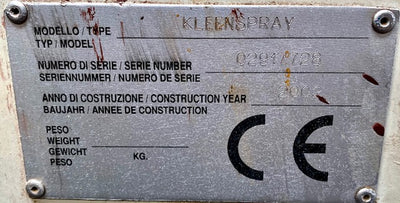 MODELLO / TYPE KLEENSPRAY
TYP / MODEL
NUMERO DI SERIE / SERIE NUMBER
SERIENNUMMER / NUMERO DE SERIE
ANNO DI COSTRUZIONE / CONSTRUCTION YEAR
BAUJAHR / ANNEE DE CONSTRUCTION
PESO
WEIGHT
GEWICHT KG.
PESO
CE